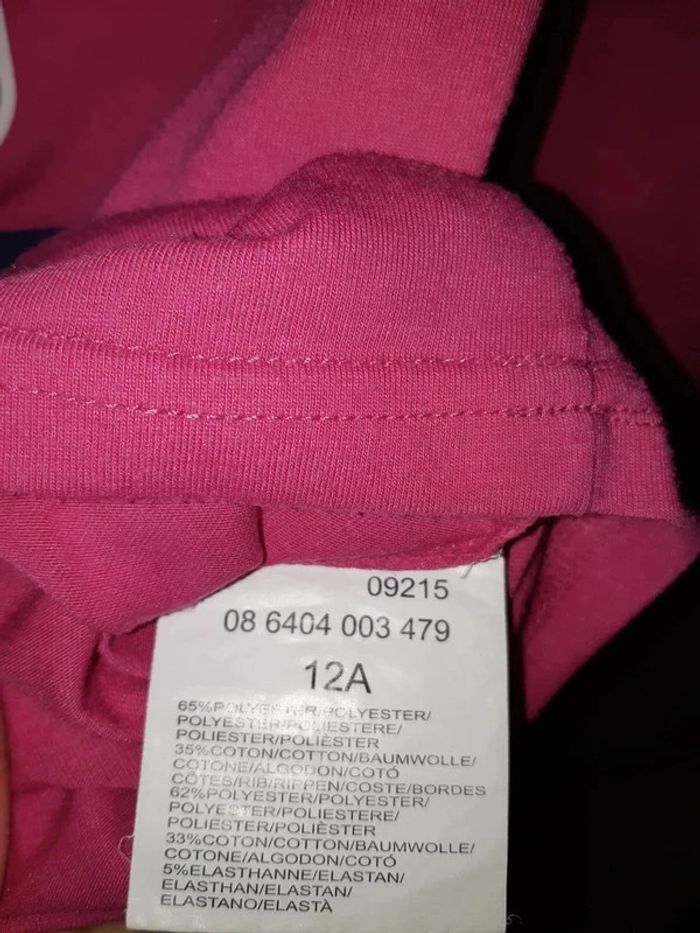 09215
08 6404 003 479
12A
65%POLYESTER/POLYESTER/
POLYESTER/POLIESTERE/
POLIESTER/POLIÈSTER
35%COTON/COTTON/BAUMWOLLE/
COTONE/ALGODON/COTÓ
CÔTES/RIB/RIPPEN/COSTE/BORDES
62%POLYESTER/POLYESTER/
POLYESTER/POLIESTERE/
POLIESTER/POLIÈSTER
33%COTON/COTTON/BAUMWOLLE/
COTONE/ALGODON/COTÓ
5%ELASTHANNE/ELASTAN/
ELASTHAN/ELASTAN/
ELASTANO/ELASTÀ